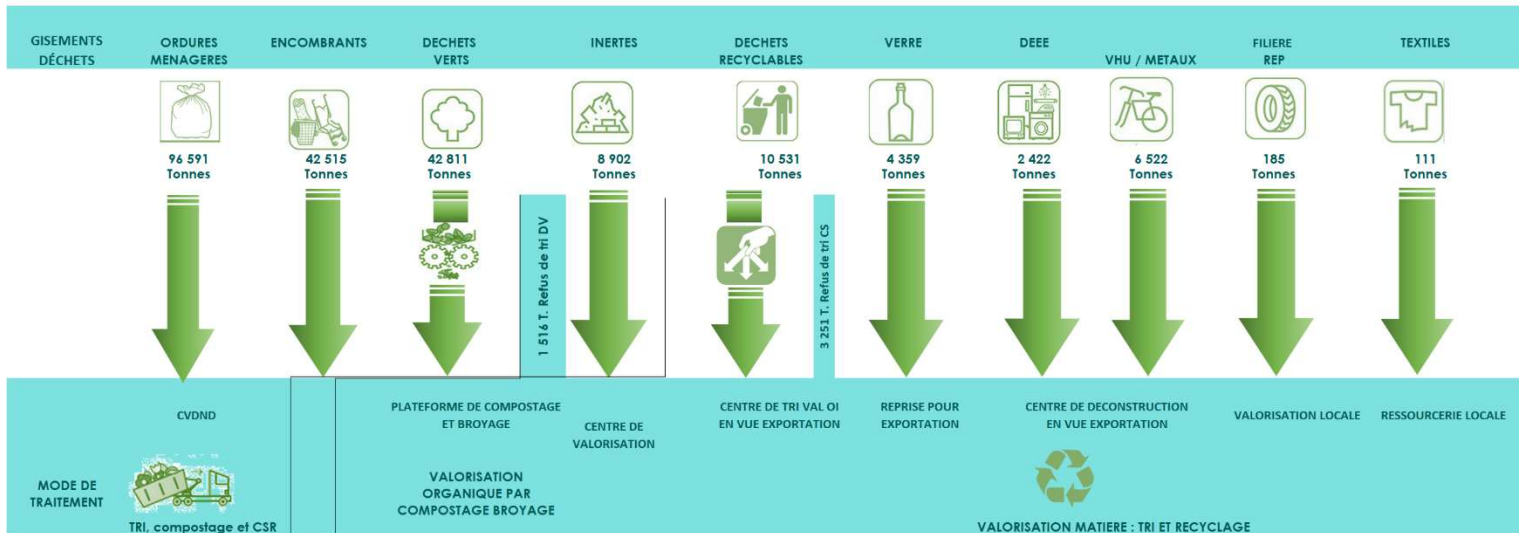 GISEMENTS
DÉCHETS
ORDURES
MENAGERES
ENCOMBRANTS
DECHETS
VERTS
INERTES
DECHETS
RECYCLABLES
VERRE
DEEE
VHU / METAUX
FILIERE
REP
TEXTILES
96 591
Tonnes
42 515
Tonnes
42 811
Tonnes
8 902
Tonnes
10 531
Tonnes
4 359
Tonnes
2 422
Tonnes
6 522
Tonnes
185
Tonnes
111
Tonnes
1 516 T. Refus de tri DV
3 251 T. Refus de tri CS
CVDND
PLATEFORME DE COMPOSTAGE
ET BROYAGE
CENTRE DE
VALORISATION
CENTRE DE TRI VAL OI
EN VUE EXPORTATION
REPRISE POUR
EXPORTATION
CENTRE DE DECONSTRUCTION
EN VUE EXPORTATION
VALORISATION LOCALE
RESSOURCERIE LOCALE
MODE DE
TRAITEMENT
TRI, compostage et CSR
VALORISATION
ORGANIQUE PAR
COMPOSTAGE BROYAGE
VALORISATION MATIERE : TRI ET RECYCLAGE